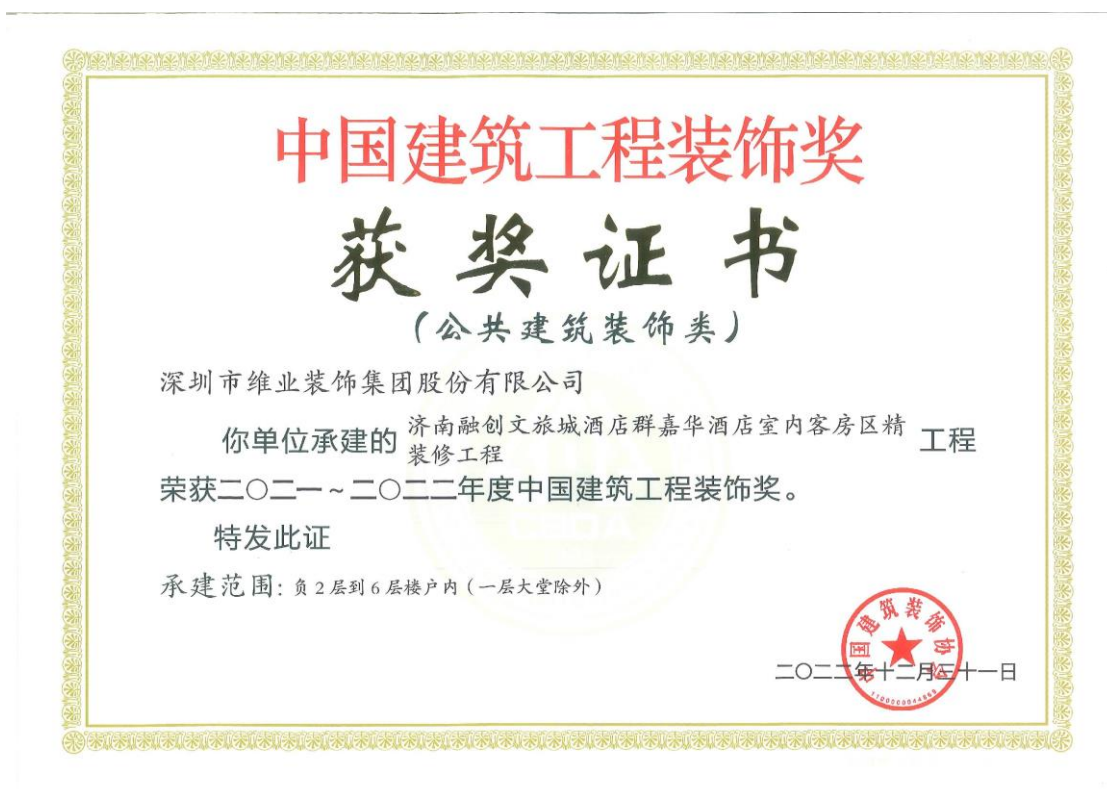 中国建筑工程装饰奖
获奖证书
（公共建筑装饰类）
深圳市维业装饰集团股份有限公司
你单位承建的 济南融创文旅城酒店群嘉华酒店室内客房区精装修工程 工程
荣获二〇二一～二〇二二年度中国建筑工程装饰奖。
特发此证
承建范围：负2层到6层楼户内（一层大堂除外）
中国建筑装饰协会
二〇二二年十二月三十一日